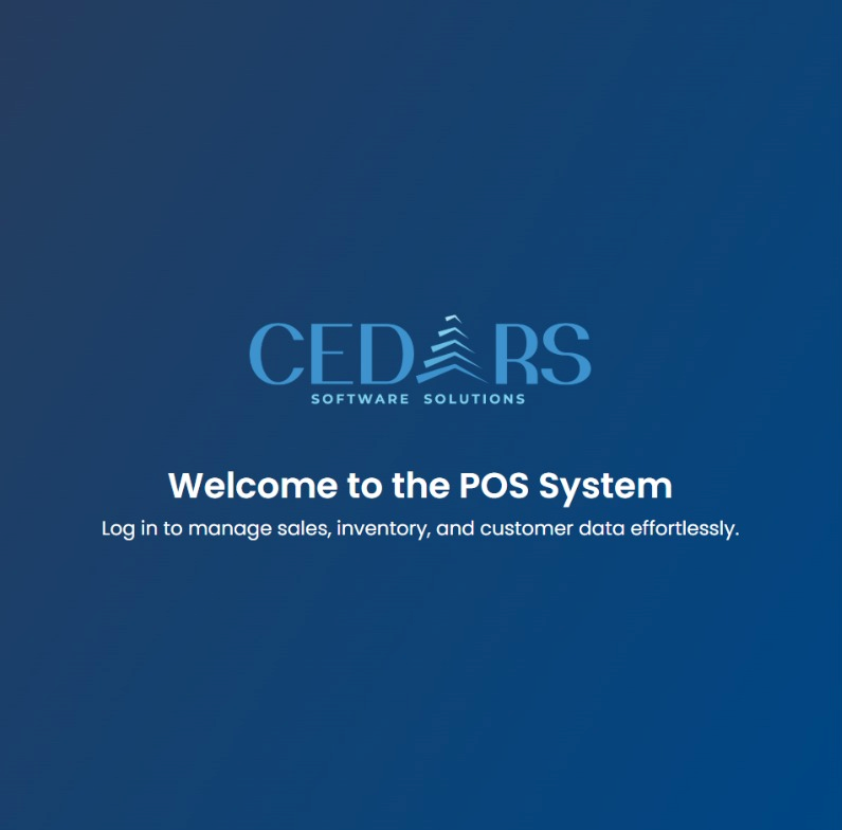 CEDARS
SOFTWARE SOLUTIONS
Welcome to the POS System
Log in to manage sales, inventory, and customer data effortlessly.